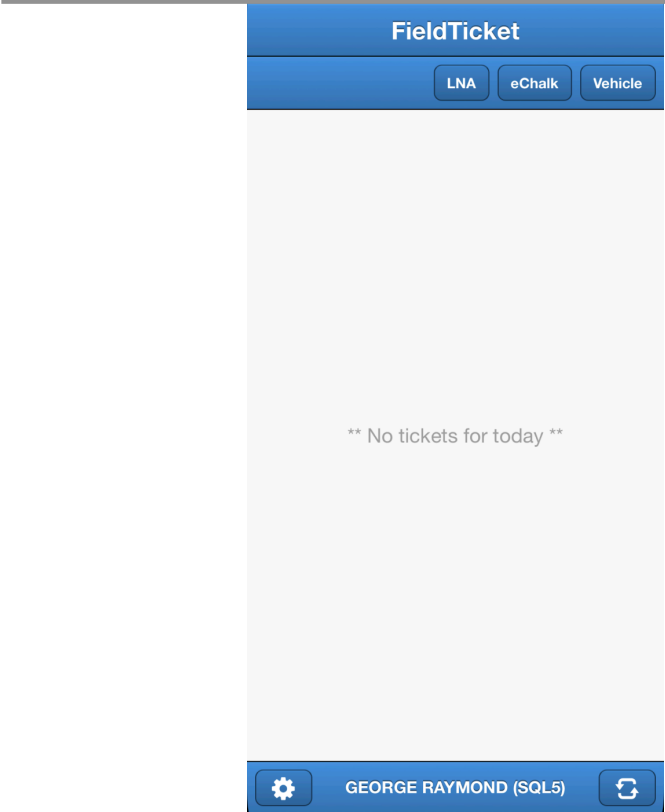 FieldTicket
LNA eChalk Vehicle
** No tickets for today **
GEORGE RAYMOND (SQL5)